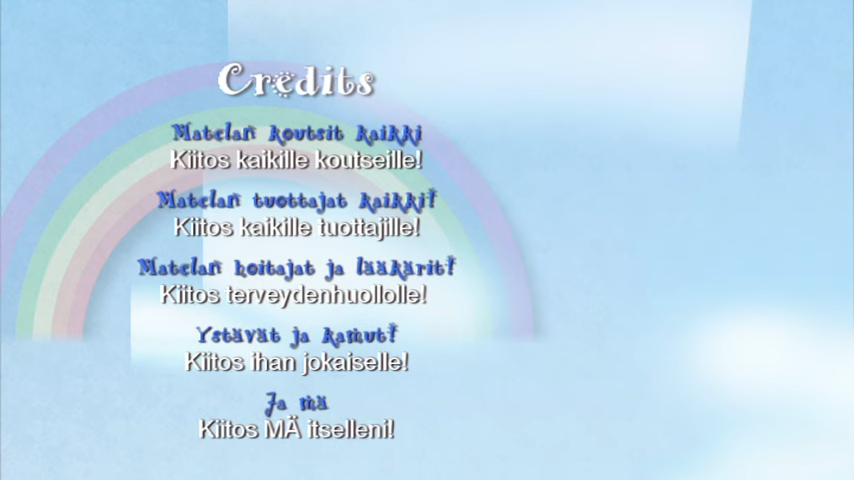 Credits
Matelan koutsit kaikki
Kiitos kaikille koutseille!
Matelan tuottajat kaikki!
Kiitos kaikille tuottajille!
Matelan hoitajat ja lääkärit!
Kiitos terveydenhuollolle!
Ystävät ja kamut!
Kiitos ihan jokaiselle!
Ja mä
Kiitos MÄ itselleni!